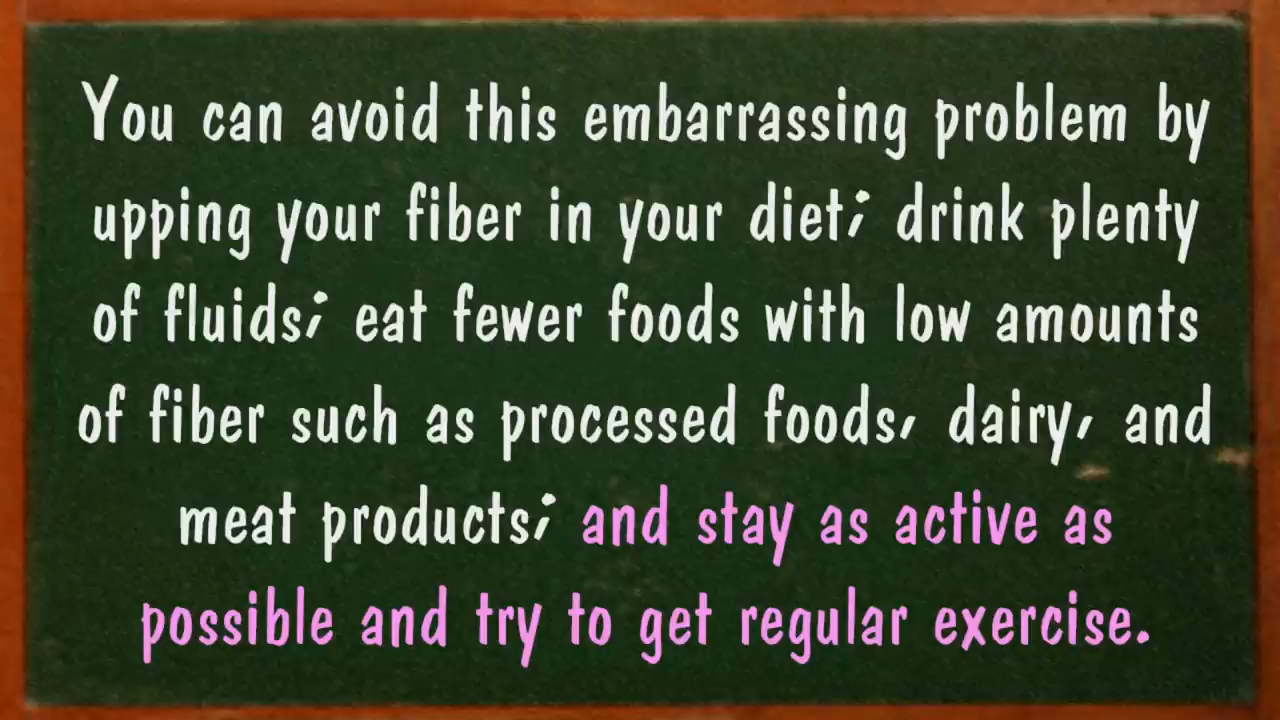 You can avoid this embarrassing problem by
upping your fiber in your diet; drink plenty
of fluids; eat fewer foods with low amounts
of fiber such as processed foods, dairy, and
meat products; and stay as active as
possible and try to get regular exercise.